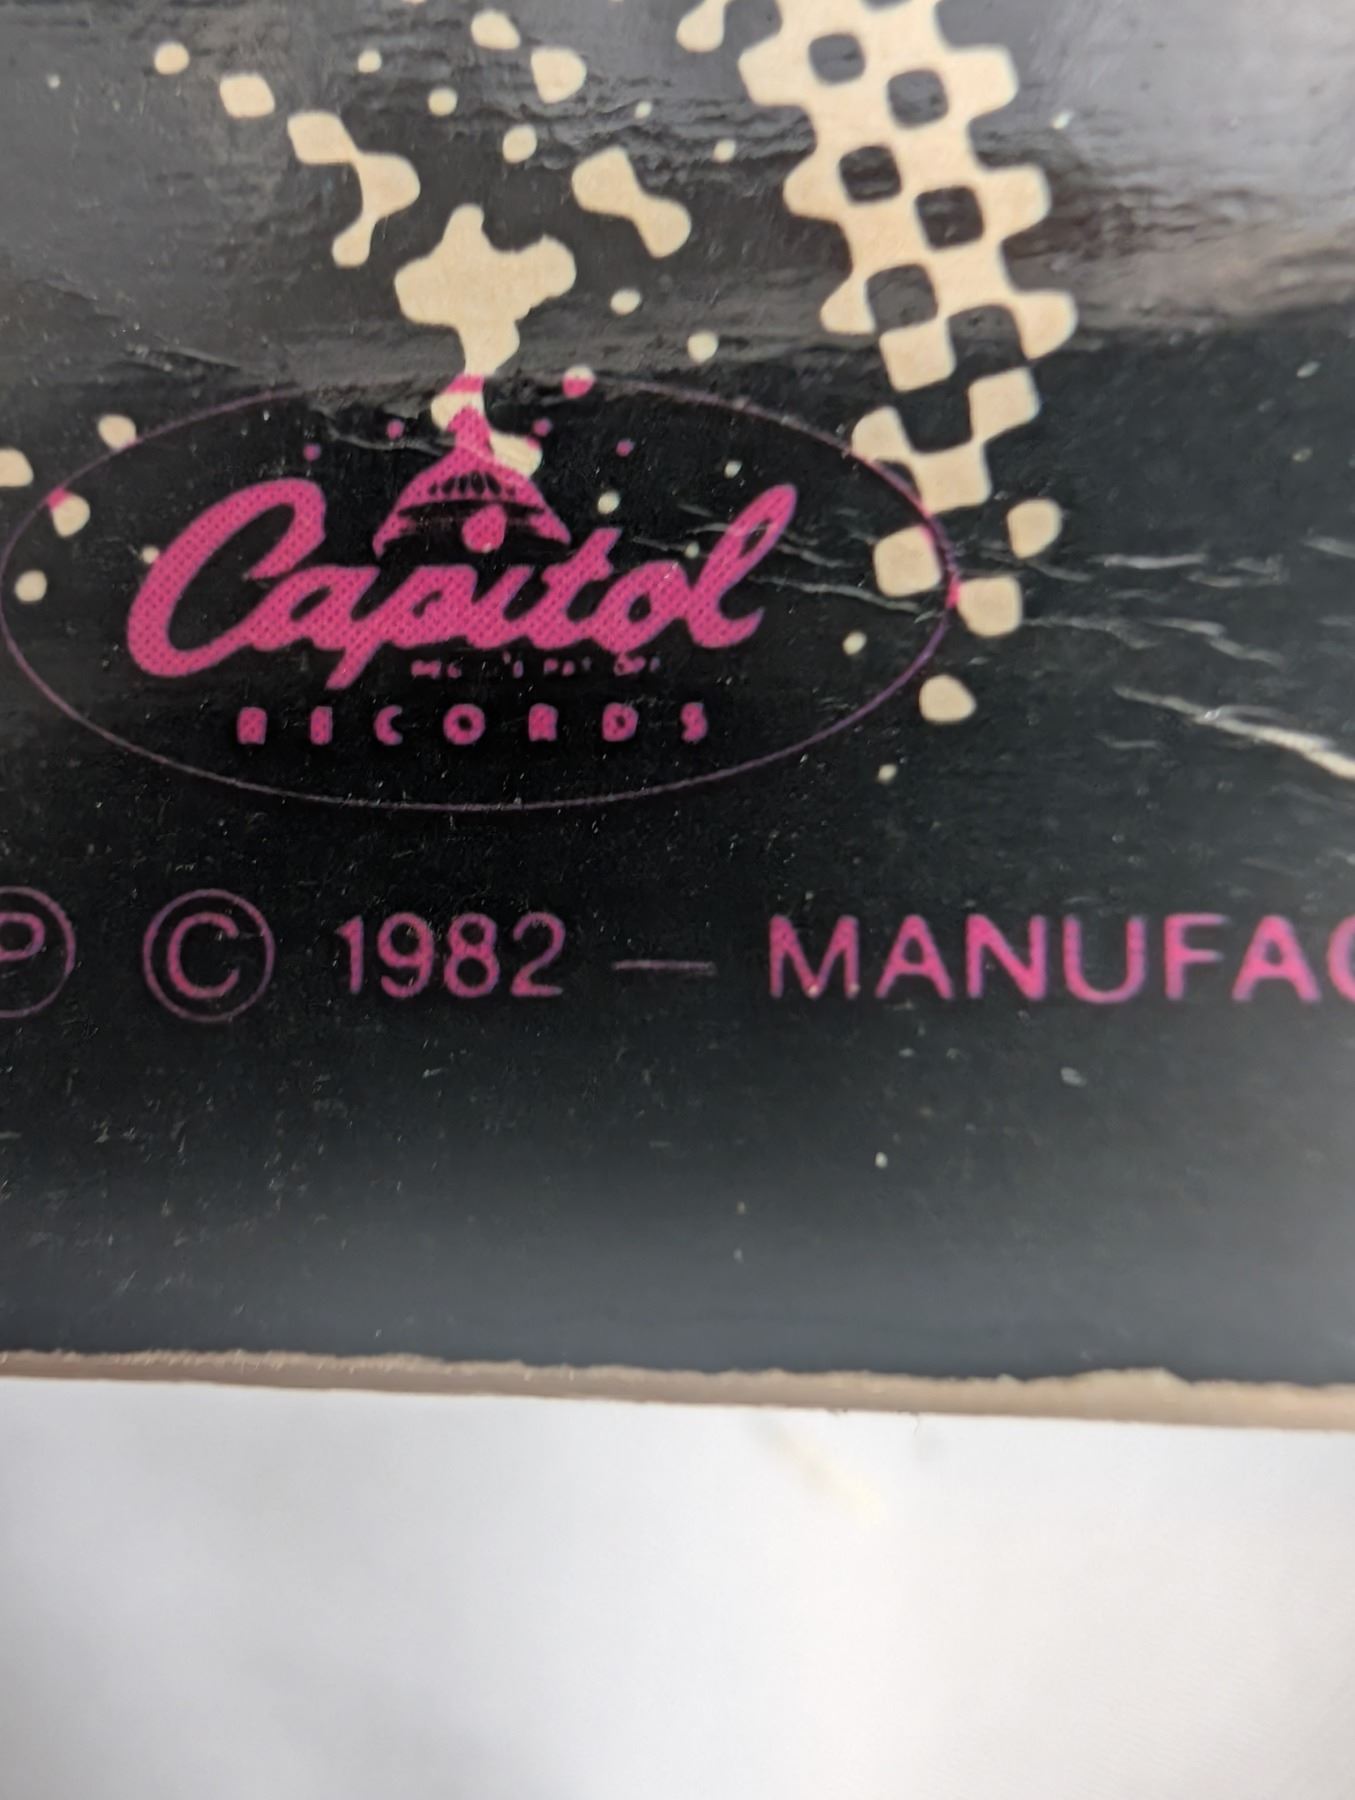 Capitol
RECORDS
Ⓟ © 1982 — MANUFAC